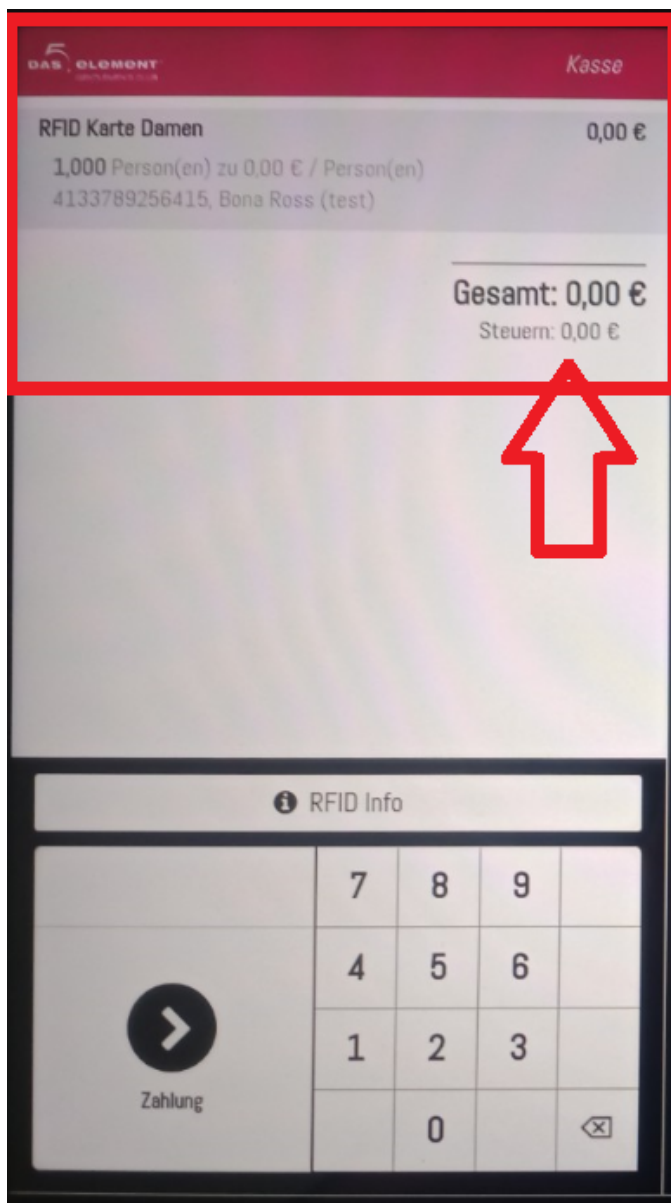 DAS 5 ELEMENT
Kasse
RFID Karte Damen 0,00 €
1,000 Person(en) zu 0,00 € / Person(en)
4133789256415, Bona Ross (test)
Gesamt: 0,00 €
Steuern: 0,00 €
RFID Info
7 8 9
4 5 6
1 2 3
Zahlung
0